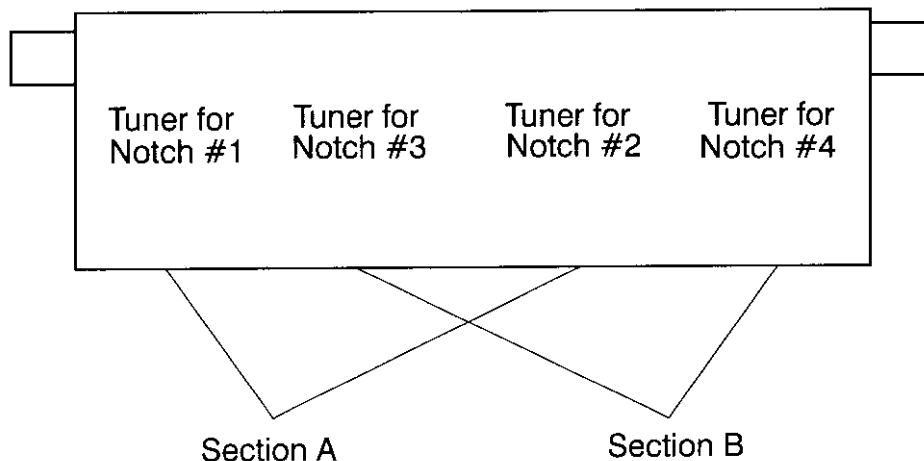 Tuner for
Notch #1
Tuner for
Notch #3
Tuner for
Notch #2
Tuner for
Notch #4
Section A
Section B